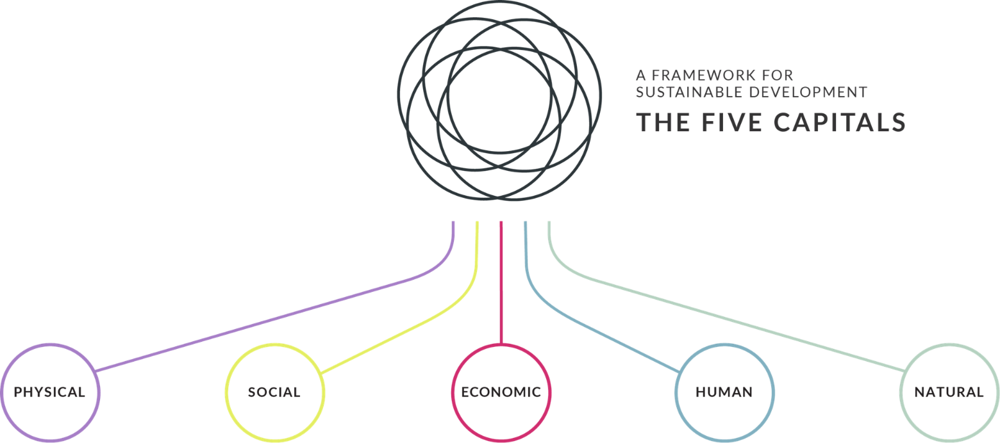 A FRAMEWORK FOR
SUSTAINABLE DEVELOPMENT
THE FIVE CAPITALS
PHYSICAL
SOCIAL
ECONOMIC
HUMAN
NATURAL